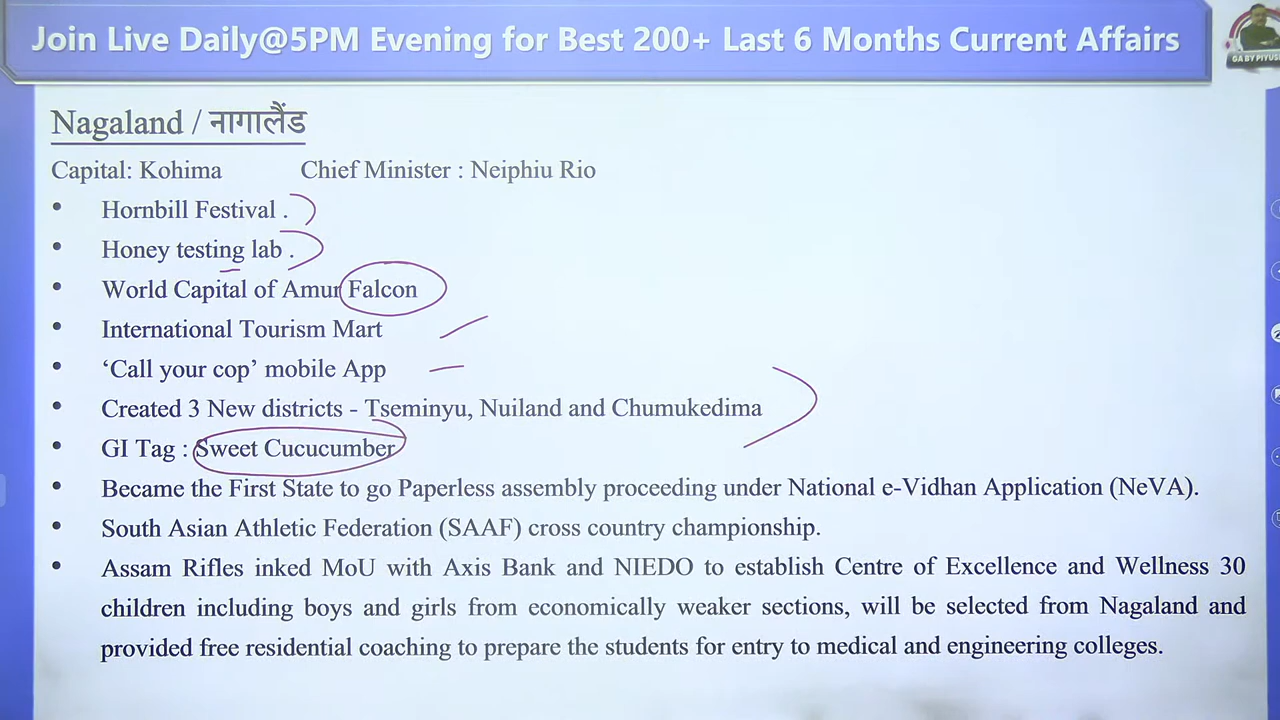 Join Live Daily@5PM Evening for Best 200+ Last 6 Months Current Affairs
Nagaland / नागालैंड
Capital: Kohima Chief Minister : Neiphiu Rio
• Hornbill Festival .
• Honey testing lab .
• World Capital of Amur Falcon
• International Tourism Mart
• ‘Call your cop’ mobile App
• Created 3 New districts - Tseminyu, Nuiland and Chumukedima
• GI Tag : Sweet Cucucumber
• Became the First State to go Paperless assembly proceeding under National e-Vidhan Application (NeVA).
• South Asian Athletic Federation (SAAF) cross country championship.
• Assam Rifles inked MoU with Axis Bank and NIEDO to establish Centre of Excellence and Wellness 30
children including boys and girls from economically weaker sections, will be selected from Nagaland and
provided free residential coaching to prepare the students for entry to medical and engineering colleges.